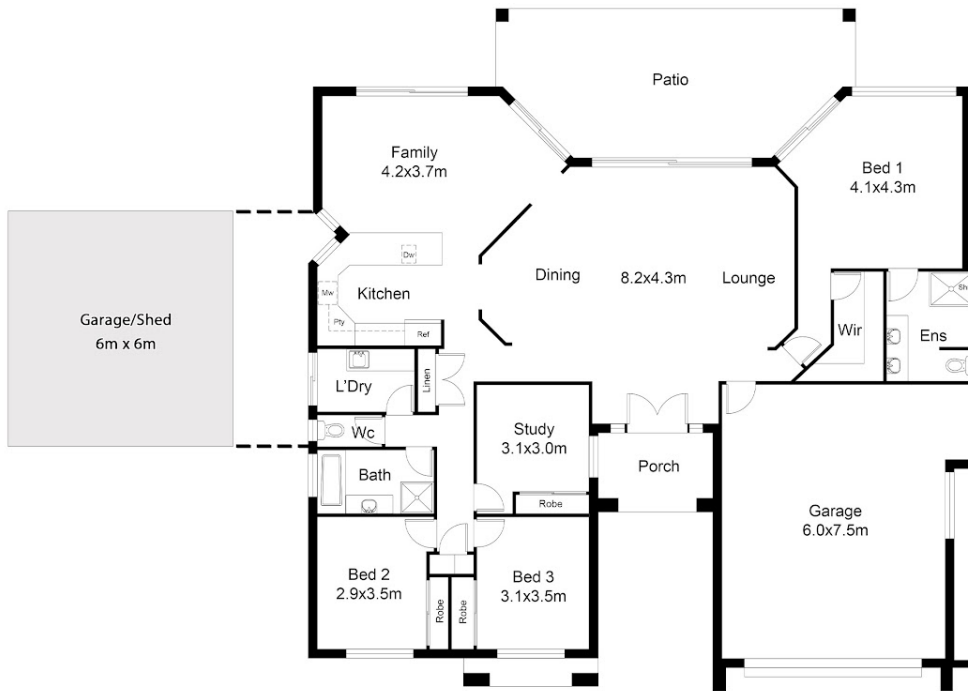 Patio
Family
4.2x3.7m
Bed 1
4.1x4.3m
Dw
Dining
8.2x4.3m
Lounge
Mw
Kitchen
Garage/Shed
6m x 6m
Pty
Ref
Wir
Ens
L'Dry
Linen
Wc
Study
3.1x3.0m
Bath
Porch
Robe
Garage
6.0x7.5m
Bed 2
2.9x3.5m
Robe
Robe
Bed 3
3.1x3.5m